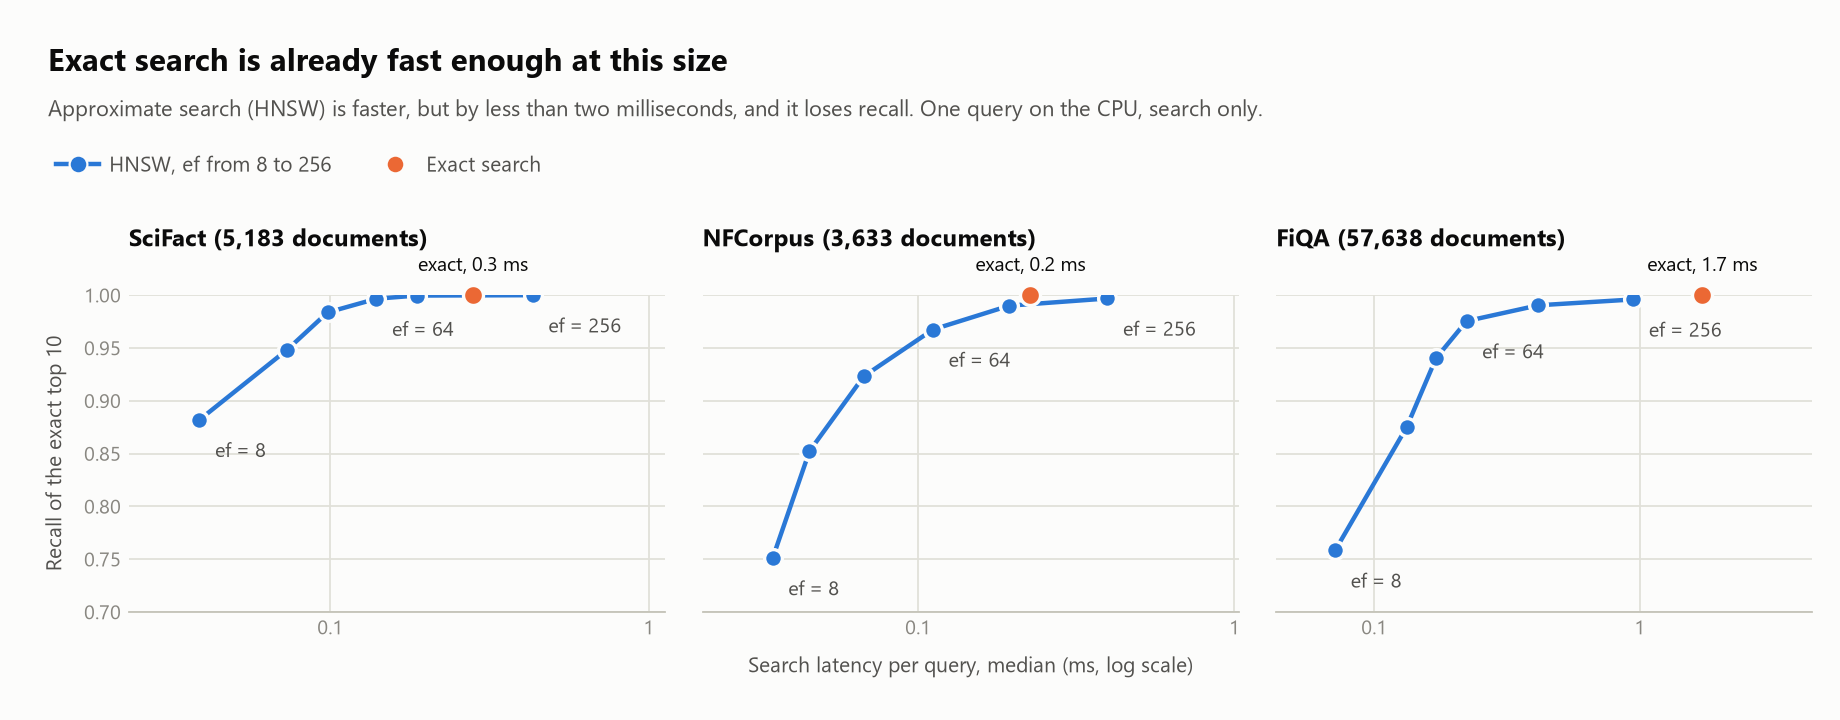 Exact search is already fast enough at this size
Approximate search (HNSW) is faster, but by less than two milliseconds, and it loses recall. One query on the CPU, search only.
HNSW, ef from 8 to 256
Exact search
SciFact (5,183 documents)
exact, 0.3 ms
ef = 64
ef = 256
ef = 8
Recall of the exact top 10
1.00
0.95
0.90
0.85
0.80
0.75
0.70
0.1
1
NFCorpus (3,633 documents)
exact, 0.2 ms
ef = 256
ef = 64
ef = 8
0.1
1
FiQA (57,638 documents)
exact, 1.7 ms
ef = 256
ef = 64
ef = 8
0.1
1
Search latency per query, median (ms, log scale)